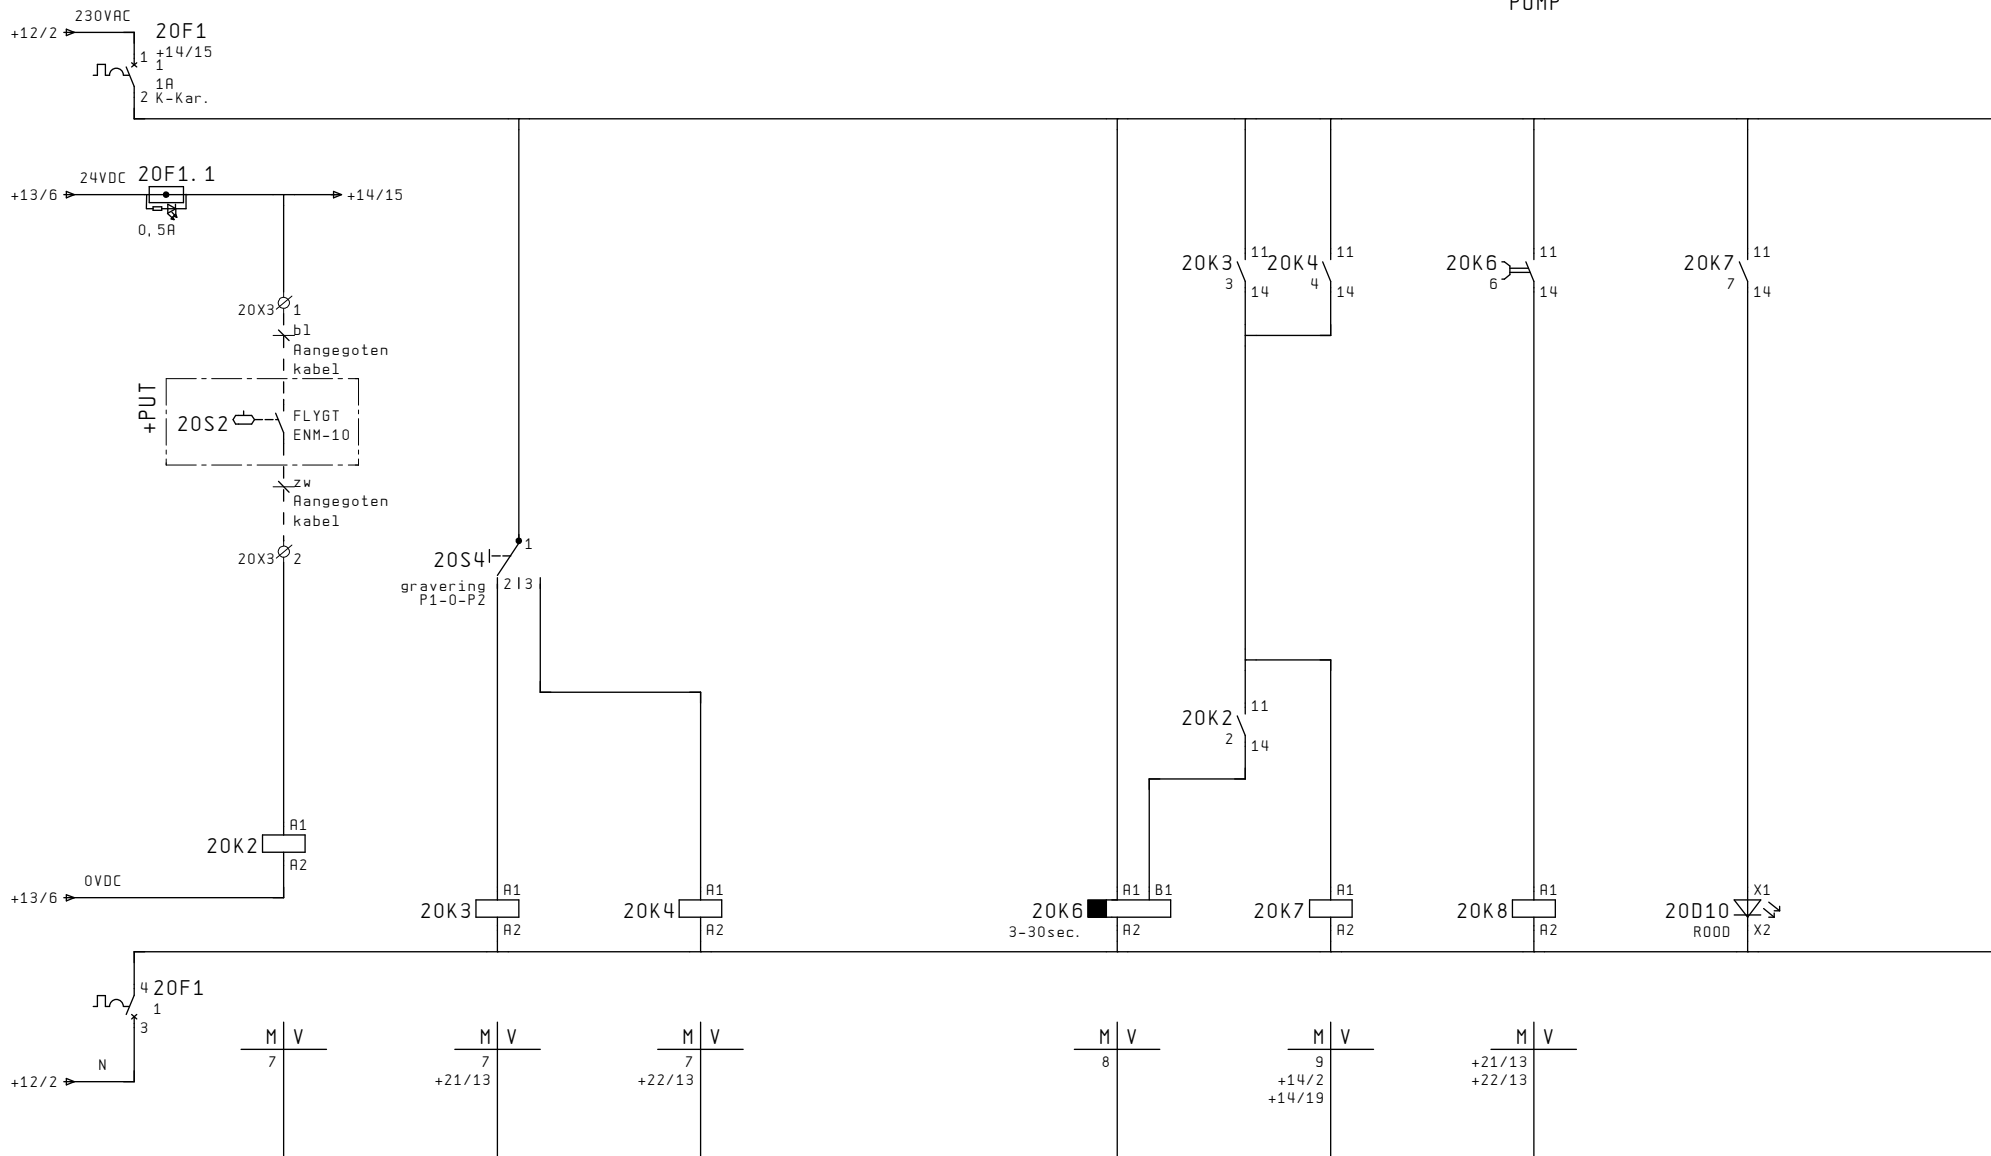 PUMP
230VAC
+12/2
20F1
+14/15
1
1
1A
2
K-Kar.
24VDC
20F1.1
+13/6
+14/15
0,5A
20K3
11
3
14
20K4
11
4
14
20K6
11
6
14
20K7
11
7
14
20X3
1
bl
Aangegoten
kabel
+PUT
20S2
FLYGT
ENM-10
zw
Aangegoten
kabel
20X3
2
20S4
1
gravering
P1-0-P2
2
3
20K2
11
2
14
20K2
A1
A2
0VDC
+13/6
20K3
A1
A2
20K4
A1
A2
20K6
A1 B1
3-30sec.
A2
20K7
A1
A2
20K8
A1
A2
20D10
X1
ROOD
X2
4
20F1
1
3
N
+12/2
M V
7
M V
7
+21/13
M V
7
+22/13
M V
8
M V
9
+14/2
+14/19
M V
+21/13
+22/13